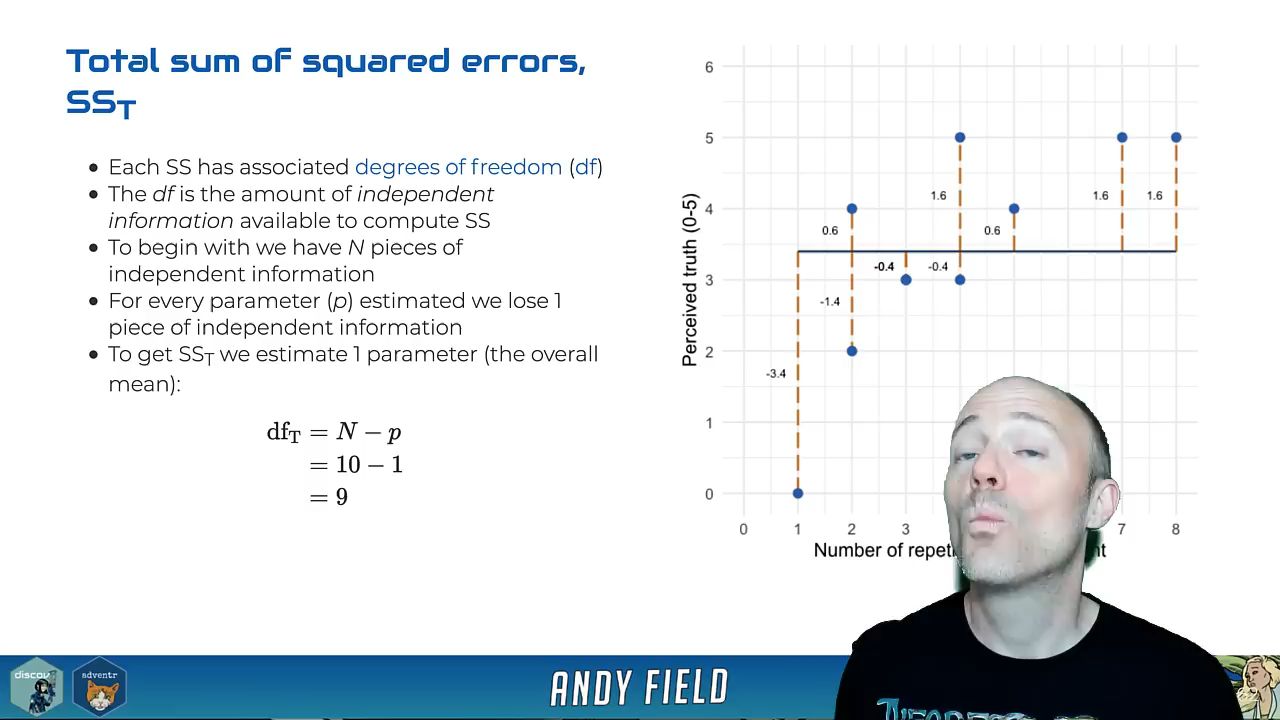 Total sum of squared errors,
SST
• Each SS has associated degrees of freedom (df)
• The df is the amount of independent
information available to compute SS
• To begin with we have N pieces of
independent information
• For every parameter (p) estimated we lose 1
piece of independent information
• To get SST we estimate 1 parameter (the overall
mean):
dfT = N − p
= 10 − 1
= 9
Perceived truth (0-5)
6
5
4
3
2
1
0
1.6
1.6
1.6
0.6
0.6
-0.4
-0.4
-1.4
-3.4
0
1
2
3
7
8
Number of
discov
adventr
ANDY FIELD